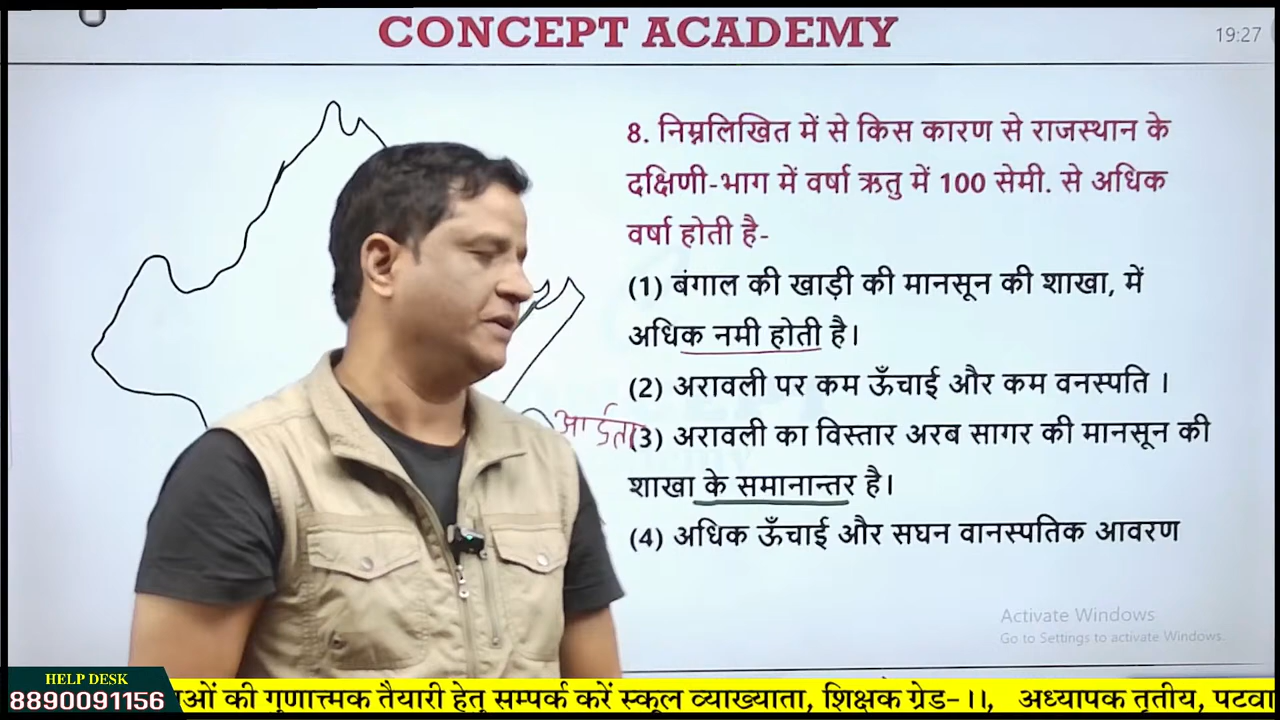 CONCEPT ACADEMY
19:27
8. निम्नलिखित में से किस कारण से राजस्थान के
दक्षिणी-भाग में वर्षा ऋतु में 100 सेमी. से अधिक
वर्षा होती है-
(1) बंगाल की खाड़ी की मानसून की शाखा, में
अधिक नमी होती है।
(2) अरावली पर कम ऊँचाई और कम वनस्पति ।
आर्द्रता
(3) अरावली का विस्तार अरब सागर की मानसून की
शाखा के समानान्तर है।
(4) अधिक ऊँचाई और सघन वानस्पतिक आवरण
Activate Windows
Go to Settings to activate Windows.
HELP DESK
8890091156
ओं की गुणात्त्मक तैयारी हेतु सम्पर्क करें स्कूल व्याख्याता, शिक्षक ग्रेड-।।, अध्यापक तृतीय, पटवा